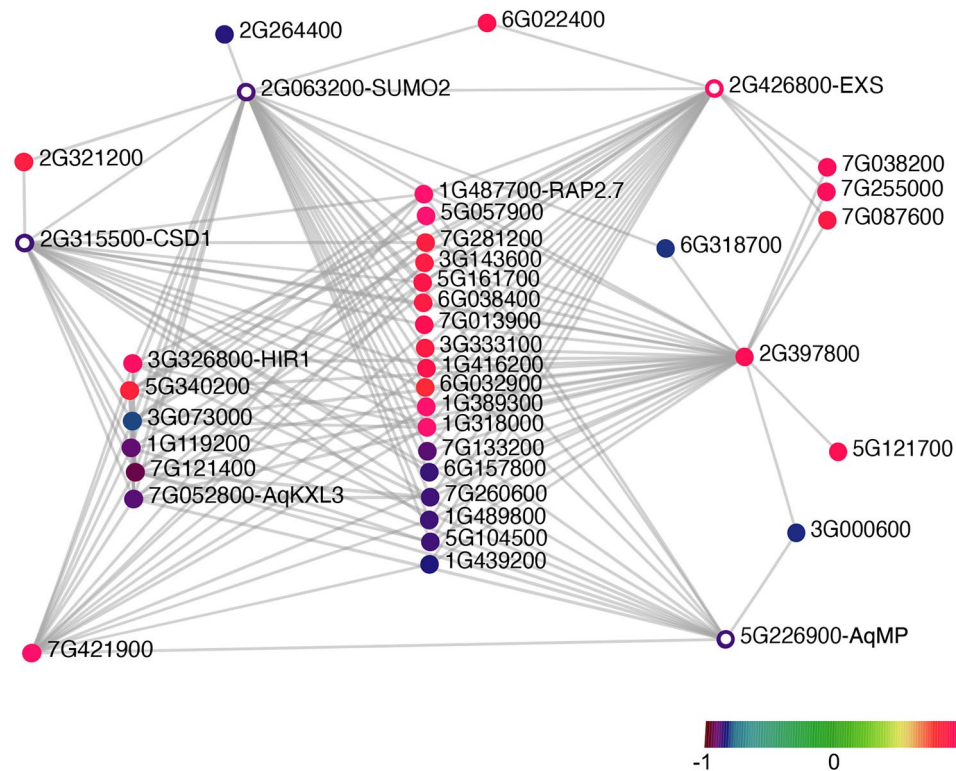 6G022400
2G264400
2G063200-SUMO2
2G426800-EXS
2G321200
7G038200
7G255000
7G087600
1G487700-RAP2.7
5G057900
2G315500-CSD1
7G281200
6G318700
3G143600
5G161700
6G038400
7G013900
3G333100
2G397800
3G326800-HIR1
1G416200
5G340200
6G032900
1G389300
3G073000
1G318000
1G119200
7G133200
5G121700
7G121400
6G157800
7G052800-AqKXL3
7G260600
1G489800
3G000600
5G104500
1G439200
5G226900-AqMP
7G421900
-1 0